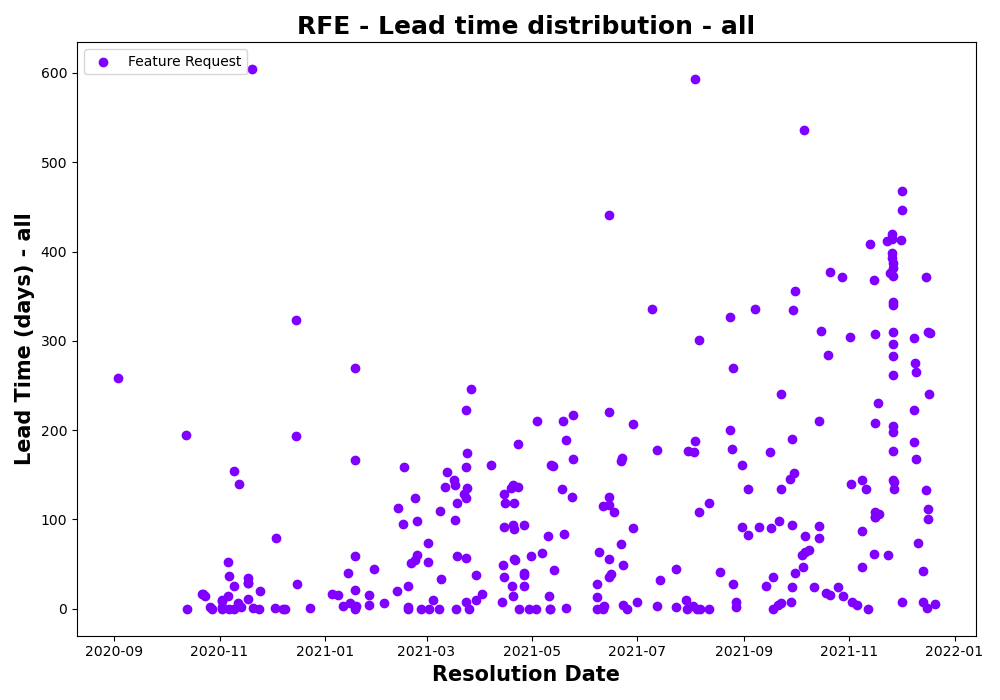 RFE - Lead time distribution - all
Feature Request
600
500
400
300
200
100
0
Lead Time (days) - all
2020-09 2020-11 2021-01 2021-03 2021-05 2021-07 2021-09 2021-11 2022-01
Resolution Date